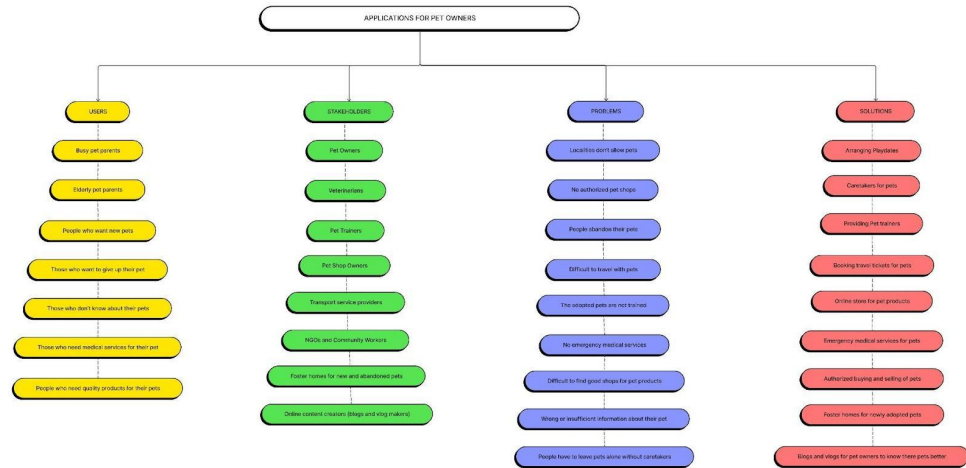 APPLICATIONS FOR PET OWNERS
USERS
Busy pet parents
Elderly pet parents
People who want new pets
Those who want to give up their pet
Those who don't know about their pets
Those who need medical services for their pet
People who need quality products for their pets
STAKEHOLDERS
Pet Owners
Veterinarians
Pet Trainers
Pet Shop Owners
Transport service providers
NGOs and Community Workers
Foster homes for new and abandoned pets
Online content creators (blogs and vlog makers)
PROBLEMS
Localities don't allow pets
No authorized pet shops
People abandos their pets
Difficult to travel with pets
The adopted pets are not trained
No emergency medical services
Difficult to find good shops for pet products
Wrong or insufficient information about their pet
People have to leave pets alone without caretakers
SOLUTIONS
Arranging Playdates
Caretakers for pets
Providing Pet trainers
Booking travel tickets for pets
Online store for pet products
Emergency medical services for pets
Authorized buying and selling of pets
Foster homes for newly adopted pets
Blogs and vlogs for pet owners to know there pets better